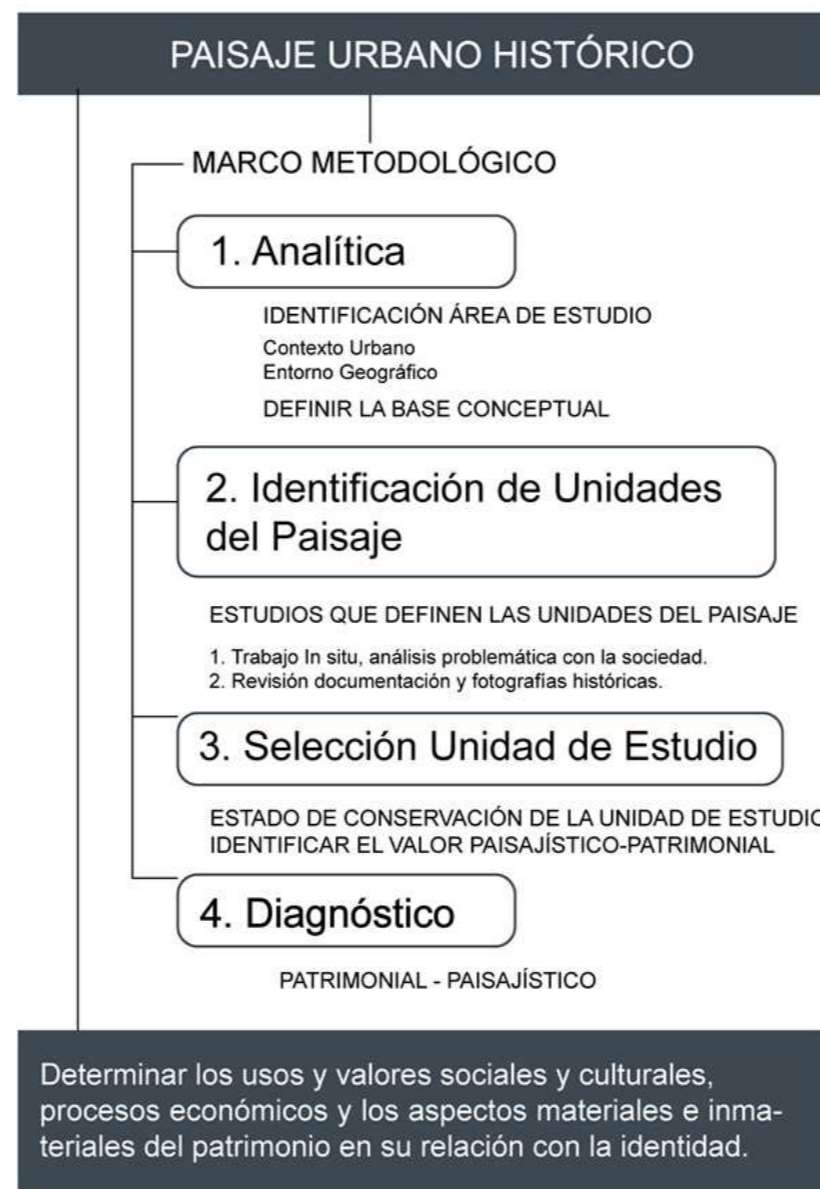 PAISAJE URBANO HISTÓRICO
MARCO METODOLÓGICO
1. Analítica
IDENTIFICACIÓN ÁREA DE ESTUDIO
Contexto Urbano
Entorno Geográfico
DEFINIR LA BASE CONCEPTUAL
2. Identificación de Unidades
del Paisaje
ESTUDIOS QUE DEFINEN LAS UNIDADES DEL PAISAJE
1. Trabajo In situ, análisis problemática con la sociedad.
2. Revisión documentación y fotografías históricas.
3. Selección Unidad de Estudio
ESTADO DE CONSERVACIÓN DE LA UNIDAD DE ESTUDIO
IDENTIFICAR EL VALOR PAISAJÍSTICO-PATRIMONIAL
4. Diagnóstico
PATRIMONIAL - PAISAJÍSTICO
Determinar los usos y valores sociales y culturales,
procesos económicos y los aspectos materiales e inma-
teriales del patrimonio en su relación con la identidad.